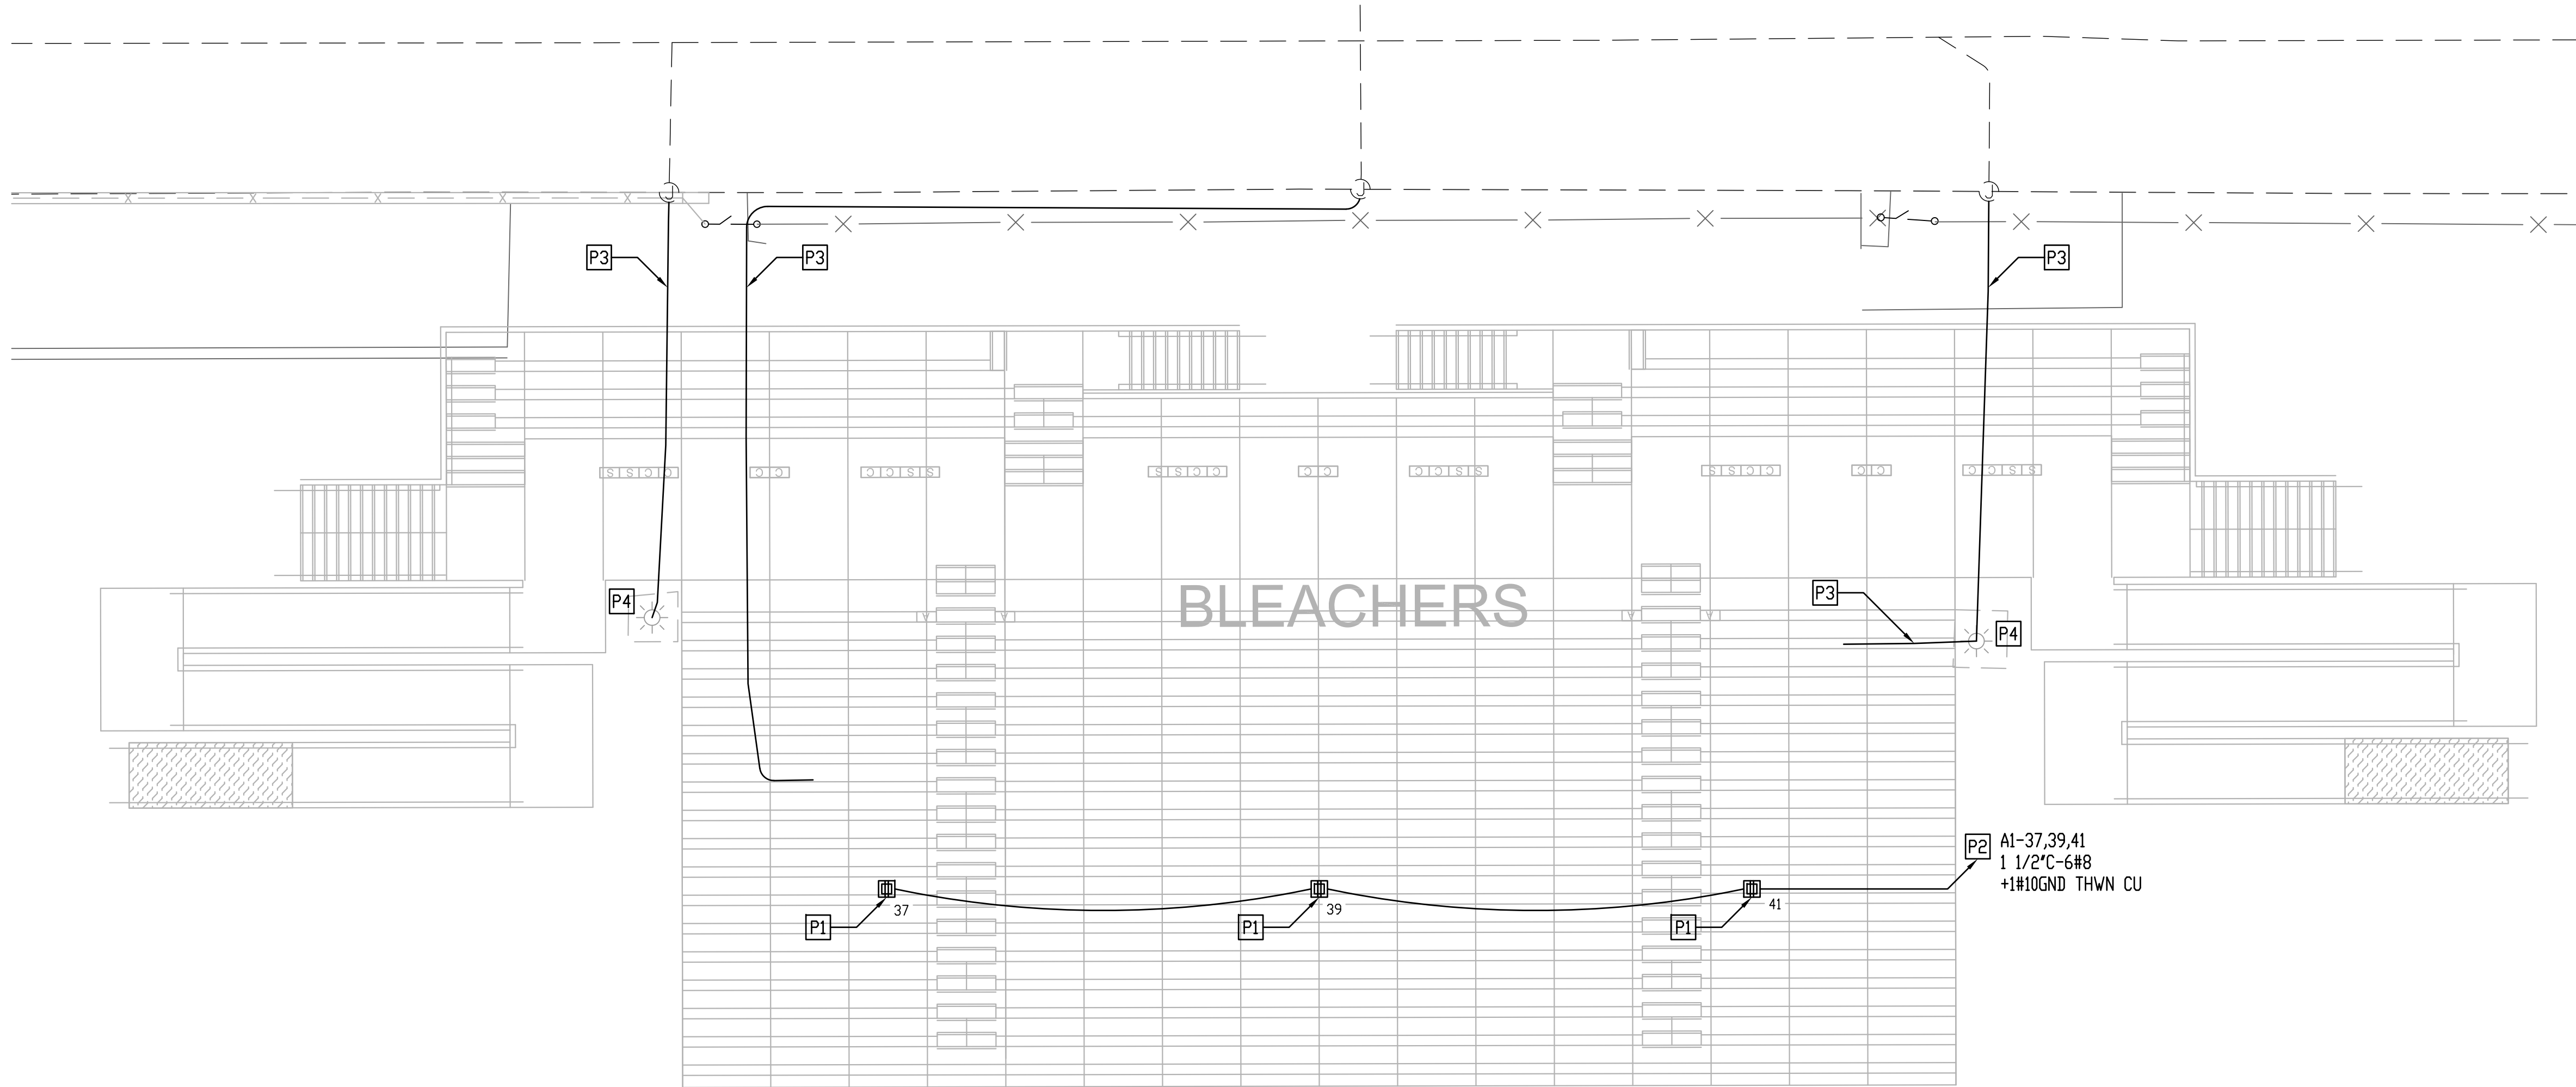 P3
P3
P3
S S C C
C C
C C S S
S S C C
C C
C C S S
S S C C
C C
C C S S
P4
BLEACHERS
P3
P4
P2
A1-37,39,41
1 1/2"C-6#8
+1#10GND THWN CU
37
39
41
P1
P1
P1